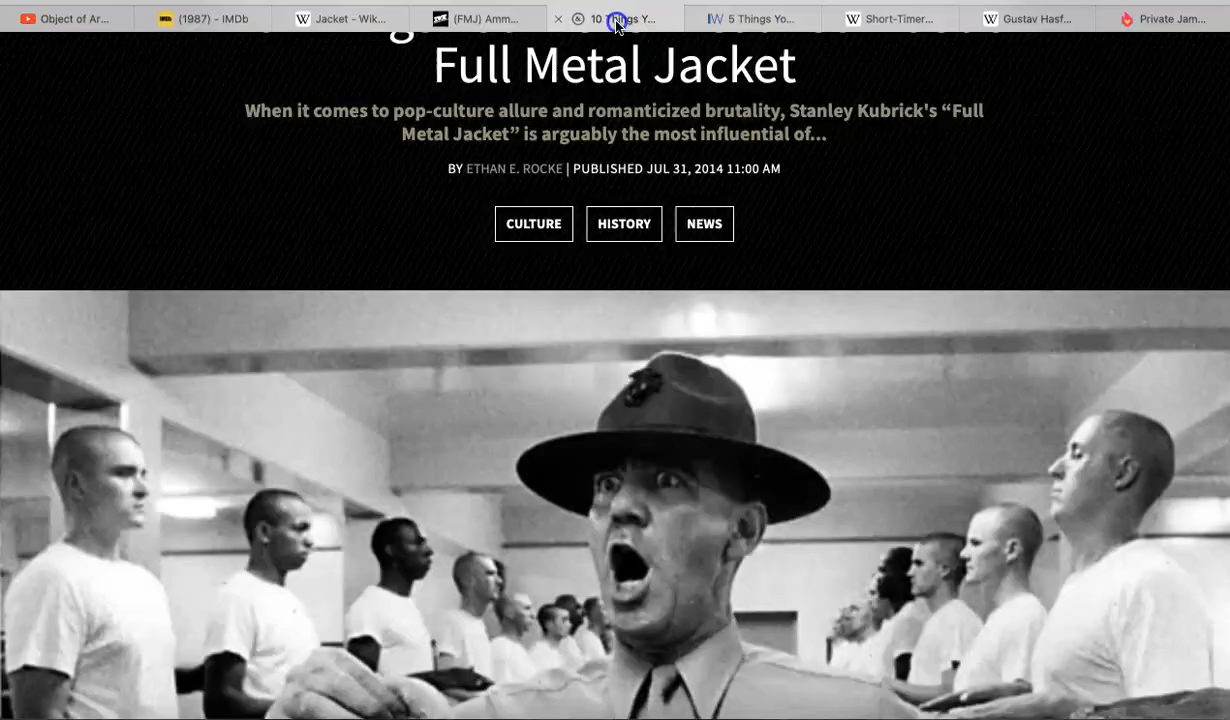 Object of Ar...
(1987) - IMDb
Jacket - Wik...
(FMJ) Amm...
10 Things Y...
5 Things Yo...
Short-Timer...
Gustav Hasf...
Private Jam...
Full Metal Jacket
When it comes to pop-culture allure and romanticized brutality, Stanley Kubrick's “Full
Metal Jacket” is arguably the most influential of...
BY ETHAN E. ROCKE | PUBLISHED JUL 31, 2014 11:00 AM
CULTURE
HISTORY
NEWS